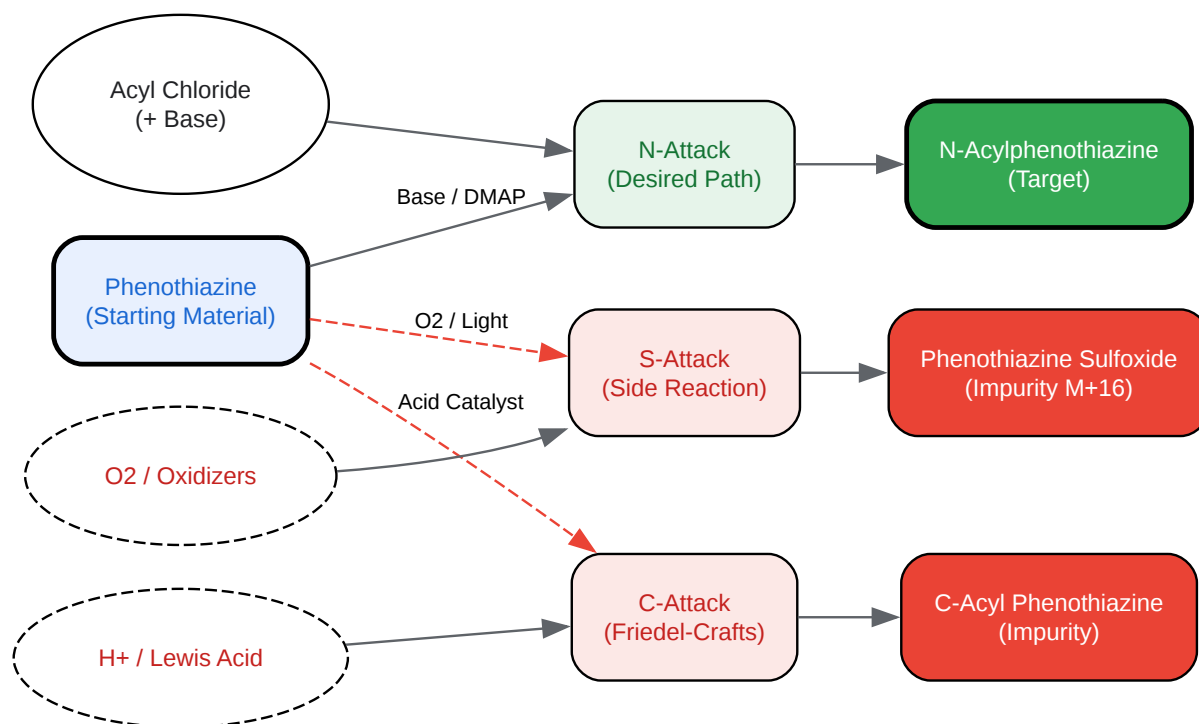 Acyl Chloride
(+ Base)
N-Attack
(Desired Path)
N-Acylphenothiazine
(Target)
Base / DMAP
Phenothiazine
(Starting Material)
O2 / Light
S-Attack
(Side Reaction)
Phenothiazine Sulfoxide
(Impurity M+16)
Acid Catalyst
O2 / Oxidizers
C-Attack
(Friedel-Crafts)
C-Acyl Phenothiazine
(Impurity)
H+ / Lewis Acid